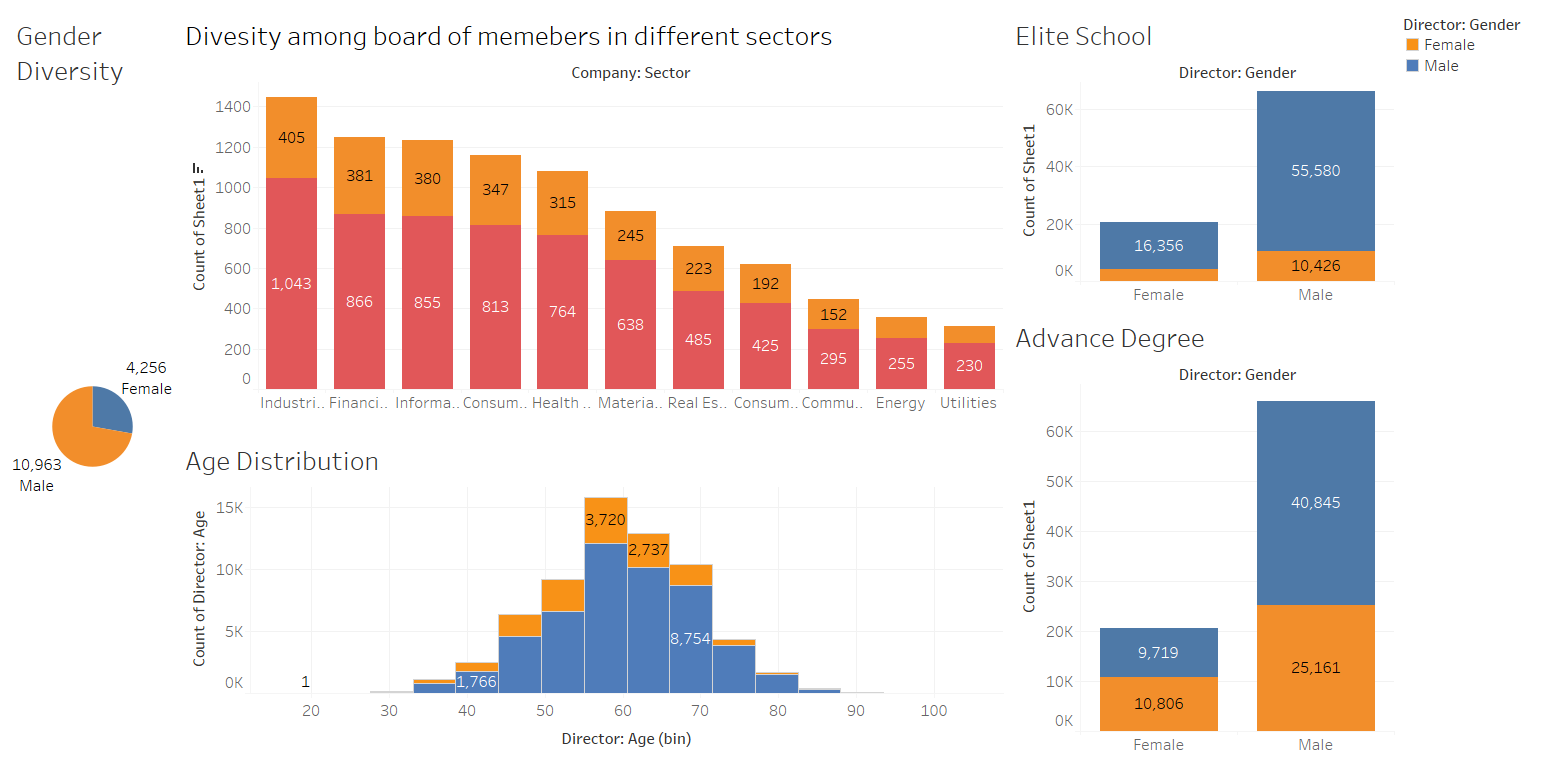 Gender
Diversity
4,256
Female
10,963
Male
Divesity among board of memebers in different sectors
Company: Sector
Count of Sheet1
1400
1200
1000
800
600
400
200
0
405
381
380
347
315
245
223
192
152
1,043
866
855
813
764
638
485
425
295
255
230
Industri..
Financi..
Informa..
Consum..
Health ..
Materia..
Real Es..
Consum..
Commu..
Energy
Utilities
Age Distribution
Count of Director: Age
15K
10K
5K
0K
1
1,766
3,720
2,737
8,754
20
30
40
50
60
70
80
90
100
Director: Age (bin)
Elite School
Director: Gender
Count of Sheet1
60K
40K
20K
0K
16,356
55,580
10,426
Female
Male
Advance Degree
Director: Gender
Count of Sheet1
60K
50K
40K
30K
20K
10K
0K
9,719
10,806
40,845
25,161
Female
Male
Director: Gender
Female
Male